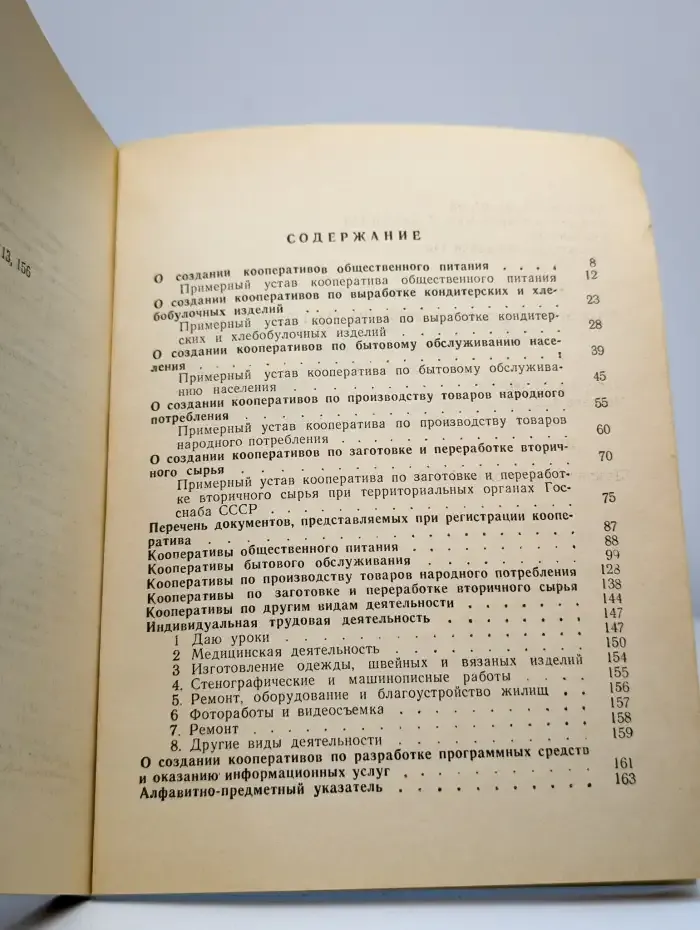 13, 156
СОДЕРЖАНИЕ
О создании кооперативов общественного питания . . . . 8
Примерный устав кооператива общественного питания 12
О создании кооперативов по выработке кондитерских и хле-
бобулочных изделий . . . . . . . . . . . . 23
Примерный устав кооператива по выработке кондитер-
ских и хлебобулочных изделий . . . . . . . . 28
О создании кооперативов по бытовому обслуживанию насе-
ления . . . . . . . . . . . . . . . . 39
Примерный устав кооператива по бытовому обслужива-
нию населения . . . . . . . . . . . . . 45
О создании кооперативов по производству товаров народного
потребления . . . . . . . . . . . . . . 55
Примерный устав кооператива по производству товаров
народного потребления . . . . . . . . . . 60
О создании кооперативов по заготовке и переработке вторич-
ного сырья . . . . . . . . . . . . . . 70
Примерный устав кооператива по заготовке и переработ-
ке вторичного сырья при территориальных органах Гос-
снаба СССР . . . . . . . . . . . . . . 75
Перечень документов, представляемых при регистрации коопе-
ратива . . . . . . . . . . . . . . . . 87
Кооперативы общественного питания . . . . . . . . 88
Кооперативы бытового обслуживания . . . . . . . . 99
Кооперативы по производству товаров народного потребления 128
Кооперативы по заготовке и переработке вторичного сырья 138
Кооперативы по другим видам деятельности . . . . . . 144
Индивидуальная трудовая деятельность . . . . . . . 147
1 Даю уроки . . . . . . . . . . . . . . 147
2 Медицинская деятельность . . . . . . . . . 150
3 Изготовление одежды, швейных и вязаных изделий 154
4. Стенографические и машинописные работы . . . . 155
5. Ремонт, оборудование и благоустройство жилищ . . 156
6 Фотоработы и видеосъемка . . . . . . . . . 157
7. Ремонт . . . . . . . . . . . . . . . 158
8. Другие виды деятельности . . . . . . . . . 159
О создании кооперативов по разработке программных средств
и оказанию информационных услуг . . . . . . . . . 161
Алфавитно-предметный указатель . . . . . . . . . . 163